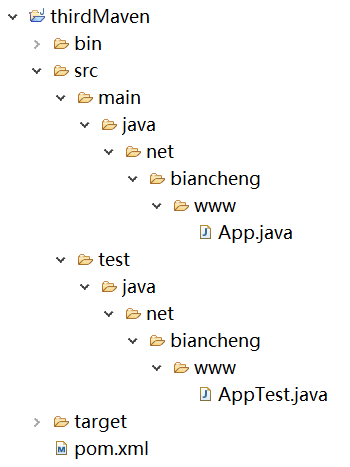 thirdMaven
bin
src
main
java
net
biancheng
www
App.java
test
java
net
biancheng
www
AppTest.java
target
pom.xml